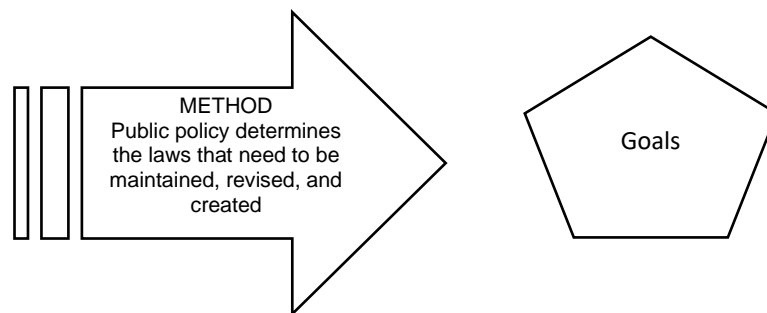 METHOD
Public policy determines
the laws that need to be
maintained, revised, and
created
Goals